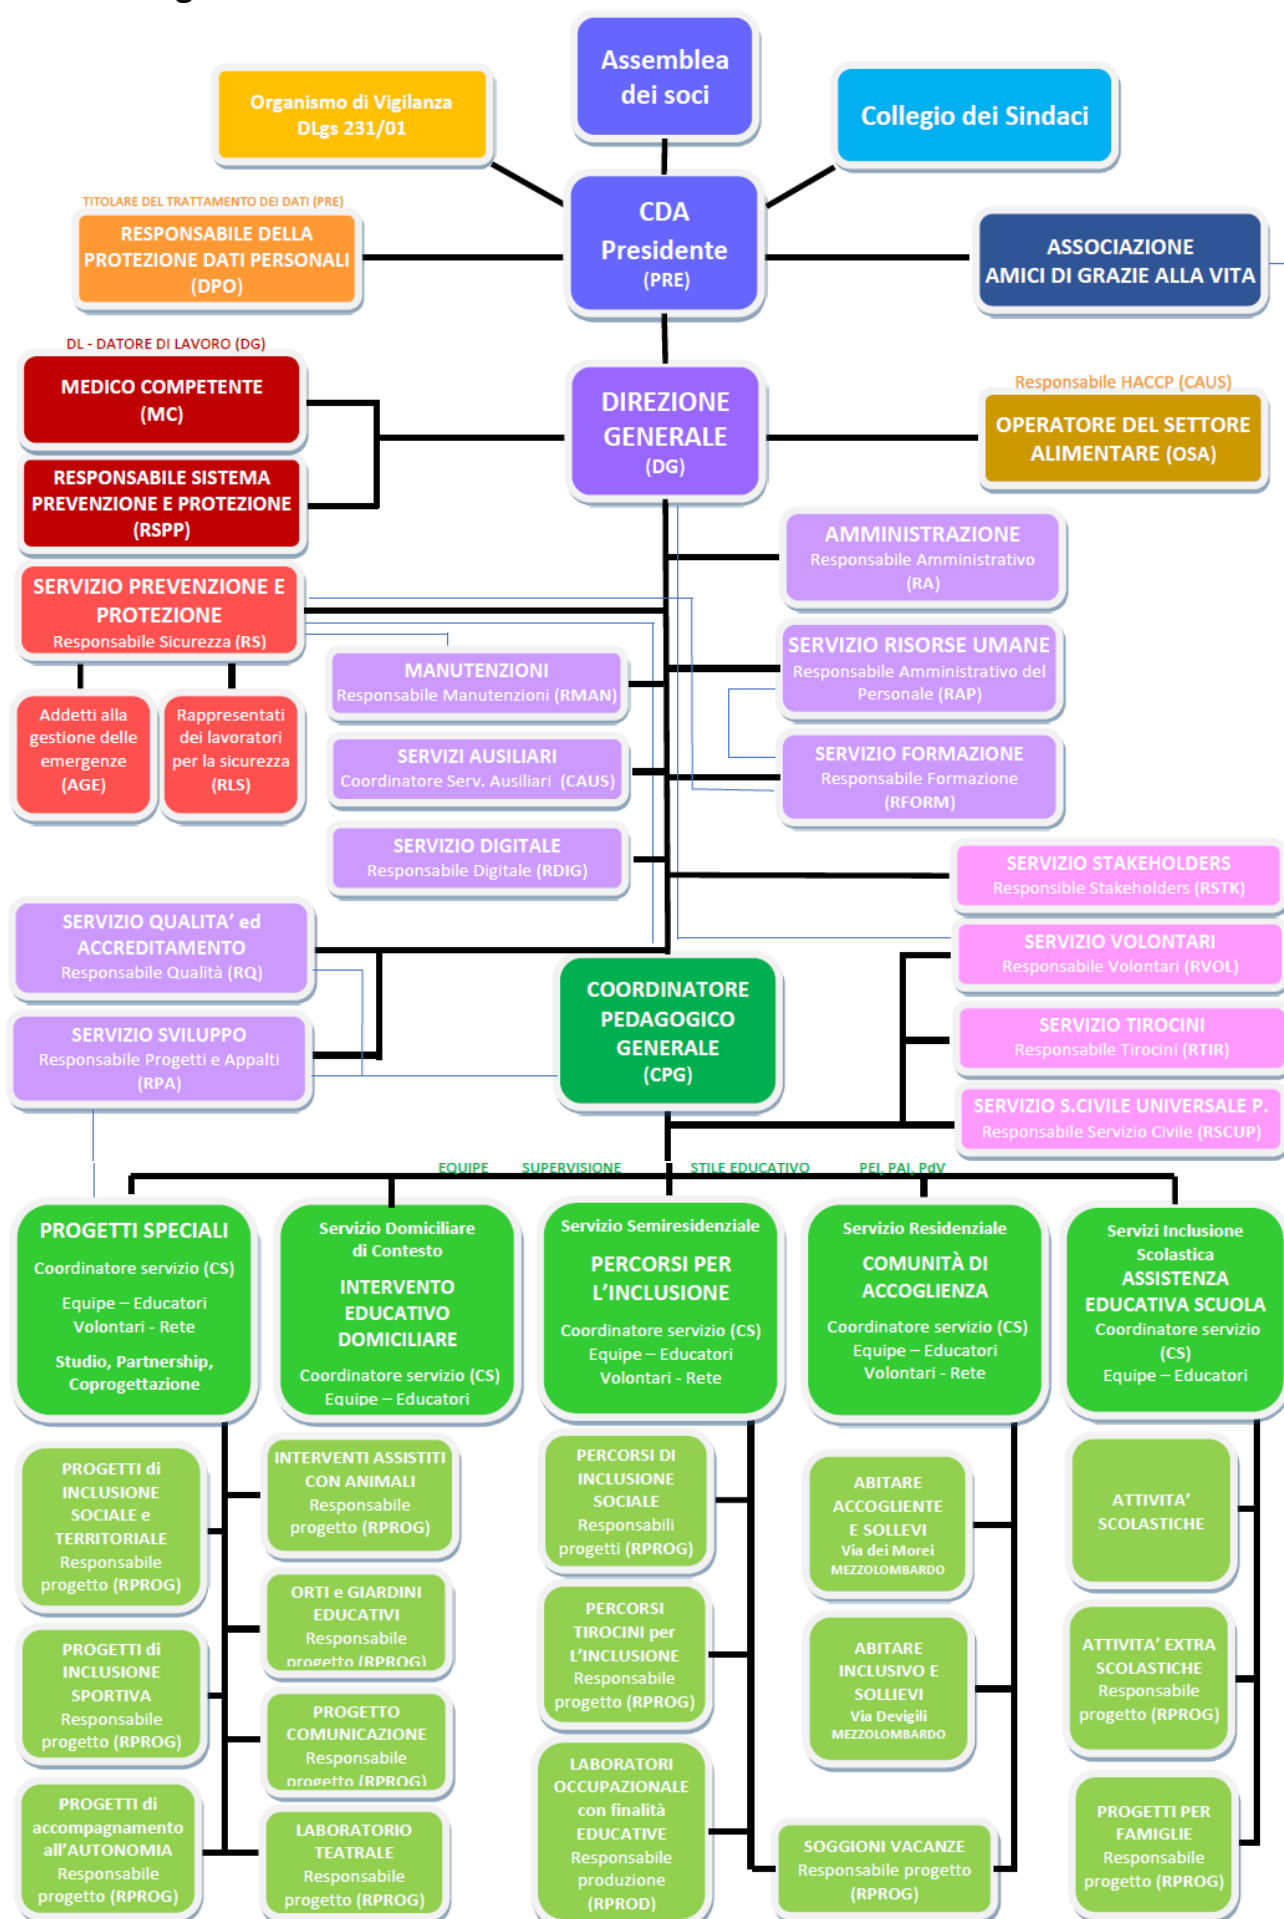 Assemblea
dei soci
Organismo di Vigilanza
DLgs 231/01
Collegio dei Sindaci
CDA
Presidente
(PRE)
TITOLARE DEL TRATTAMENTO DEI DATI (PRE)
RESPONSABILE DELLA
PROTEZIONE DATI PERSONALI
(DPO)
ASSOCIAZIONE
AMICI DI GRAZIE ALLA VITA
DL - DATORE DI LAVORO (DG)
MEDICO COMPETENTE
(MC)
DIREZIONE
GENERALE
(DG)
Responsabile HACCP (CAUS)
OPERATORE DEL SETTORE
ALIMENTARE (OSA)
RESPONSABILE SISTEMA
PREVENZIONE E PROTEZIONE
(RSPP)
AMMINISTRAZIONE
Responsabile Amministrativo
(RA)
SERVIZIO PREVENZIONE E
PROTEZIONE
Responsabile Sicurezza (RS)
SERVIZIO RISORSE UMANE
Responsabile Amministrativo del
Personale (RAP)
MANUTENZIONI
Responsabile Manutenzioni (RMAN)
Addetti alla
gestione delle
emergenze
(AGE)
Rappresentati
dei lavoratori
per la sicurezza
(RLS)
SERVIZI AUSILIARI
Coordinatore Serv. Ausiliari (CAUS)
SERVIZIO FORMAZIONE
Responsabile Formazione
(RFORM)
SERVIZIO DIGITALE
Responsabile Digitale (RDIG)
SERVIZIO STAKEHOLDERS
Responsible Stakeholders (RSTK)
SERVIZIO QUALITA’ ed
ACCREDITAMENTO
Responsabile Qualità (RQ)
SERVIZIO VOLONTARI
Responsabile Volontari (RVOL)
COORDINATORE
PEDAGOGICO
GENERALE
(CPG)
SERVIZIO SVILUPPO
Responsabile Progetti e Appalti
(RPA)
SERVIZIO TIROCINI
Responsabile Tirocini (RTIR)
SERVIZIO S.CIVILE UNIVERSALE P.
Responsabile Servizio Civile (RSCUP)
EQUIPE SUPERVISIONE STILE EDUCATIVO PEI, PAI, PdV
PROGETTI SPECIALI
Coordinatore servizio (CS)
Equipe – Educatori
Volontari - Rete
Studio, Partnership,
Coprogettazione
Servizio Domiciliare
di Contesto
INTERVENTO
EDUCATIVO
DOMICILIARE
Coordinatore servizio (CS)
Equipe – Educatori
Servizio Semiresidenziale
PERCORSI PER
L’INCLUSIONE
Coordinatore servizio (CS)
Equipe – Educatori
Volontari - Rete
Servizio Residenziale
COMUNITÀ DI
ACCOGLIENZA
Coordinatore servizio (CS)
Equipe – Educatori
Volontari - Rete
Servizi Inclusione
Scolastica
ASSISTENZA
EDUCATIVA SCUOLA
Coordinatore servizio
(CS)
Equipe – Educatori
PROGETTI di
INCLUSIONE
SOCIALE e
TERRITORIALE
Responsabile
progetto (RPROG)
INTERVENTI ASSISTITI
CON ANIMALI
Responsabile
progetto (RPROG)
PERCORSI DI
INCLUSIONE
SOCIALE
Responsabili
progetti (RPROG)
ABITARE
ACCOGLIENTE
E SOLLEVI
Via dei Morei
MEZZOLOMBARDO
ATTIVITA’
SCOLASTICHE
ORTI e GIARDINI
EDUCATIVI
Responsabile
progetto (RPROG)
PERCORSI
TIROCINI per
L’INCLUSIONE
Responsabile
progetto (RPROG)
ABITARE
INCLUSIVO E
SOLLIEVI
Via Devigili
MEZZOLOMBARDO
ATTIVITA’ EXTRA
SCOLASTICHE
Responsabile
progetto (RPROG)
PROGETTI di
INCLUSIONE
SPORTIVA
Responsabile
progetto (RPROG)
PROGETTO
COMUNICAZIONE
Responsabile
progetto (RPROG)
LABORATORI
OCCUPAZIONALE
con finalità
EDUCATIVE
Responsabile
produzione
(RPROD)
PROGETTI di
accompagnamento
all’AUTONOMIA
Responsabile
progetto (RPROG)
LABORATORIO
TEATRALE
Responsabile
progetto (RPROG)
SOGGIONI VACANZE
Responsabile progetto
(RPROG)
PROGETTI PER
FAMIGLIE
Responsabile
progetto (RPROG)